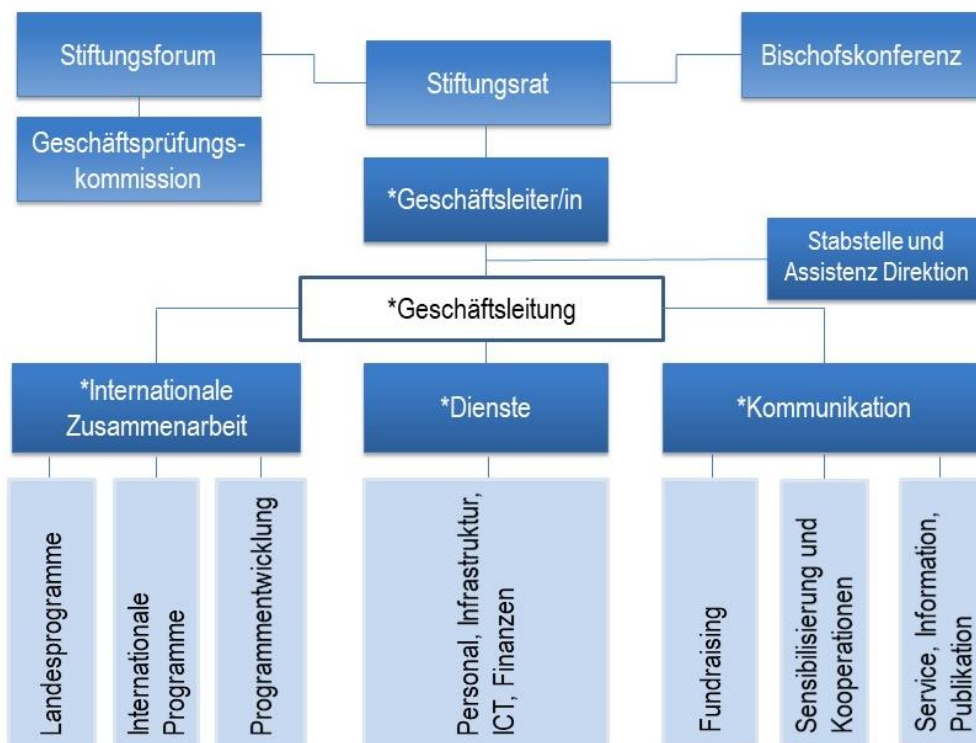 Stiftungsforum
Stiftungsrat
Bischofskonferenz
Geschäftsprüfungs-
kommission
*Geschäftsleiter/in
Stabstelle und
Assistenz Direktion
*Geschäftsleitung
*Internationale
Zusammenarbeit
*Dienste
*Kommunikation
Landesprogramme
Internationale
Programme
Programmentwicklung
Personal, Infrastruktur,
ICT, Finanzen
Fundraising
Sensibilisierung und
Kooperationen
Service, Information,
Publikation